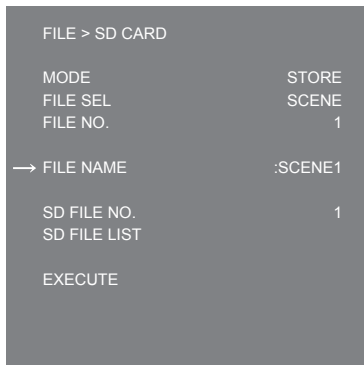 FILE > SD CARD
MODE STORE
FILE SEL SCENE
FILE NO. 1
→ FILE NAME :SCENE1
SD FILE NO. 1
SD FILE LIST
EXECUTE